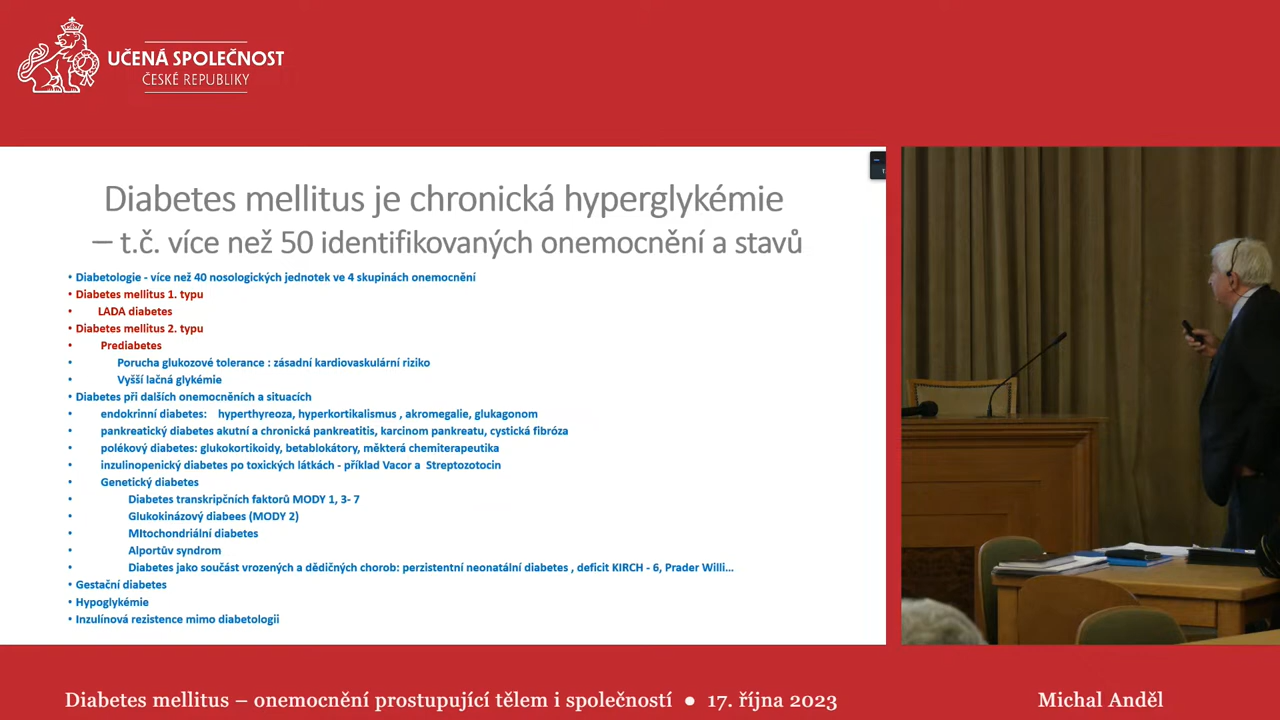 UČENÁ SPOLEČNOST
ČESKÉ REPUBLIKY
Diabetes mellitus je chronická hyperglykémie
– t.č. více než 50 identifikovaných onemocnění a stavů
• Diabetologie - více než 40 nosologických jednotek ve 4 skupinách onemocnění
• Diabetes mellitus 1. typu
• LADA diabetes
• Diabetes mellitus 2. typu
• Prediabetes
• Porucha glukozové tolerance : zásadní kardiovaskulární riziko
• Vyšší lačná glykémie
• Diabetes při dalších onemocněních a situacích
• endokrinní diabetes: hyperthyreoza, hyperkortikalismus , akromegalie, glukagonom
• pankreatický diabetes akutní a chronická pankreatitis, karcinom pankreatu, cystická fibróza
• polékový diabetes: glukokortikoidy, betablokátory, měkterá chemiterapeutika
• inzulinopenický diabetes po toxických látkách - příklad Vacor a Streptozotocin
• Genetický diabetes
• Diabetes transkripčních faktorů MODY 1, 3- 7
• Glukokinázový diabees (MODY 2)
• MItochondriální diabetes
• Alportův syndrom
• Diabetes jako součást vrozených a dědičných chorob: perzistentní neonatální diabetes , deficit KIRCH - 6, Prader Willi...
• Gestační diabetes
• Hypoglykémie
• Inzulínová rezistence mimo diabetologii
Diabetes mellitus – onemocnění prostupující tělem i společností ● 17. října 2023
Michal Anděl